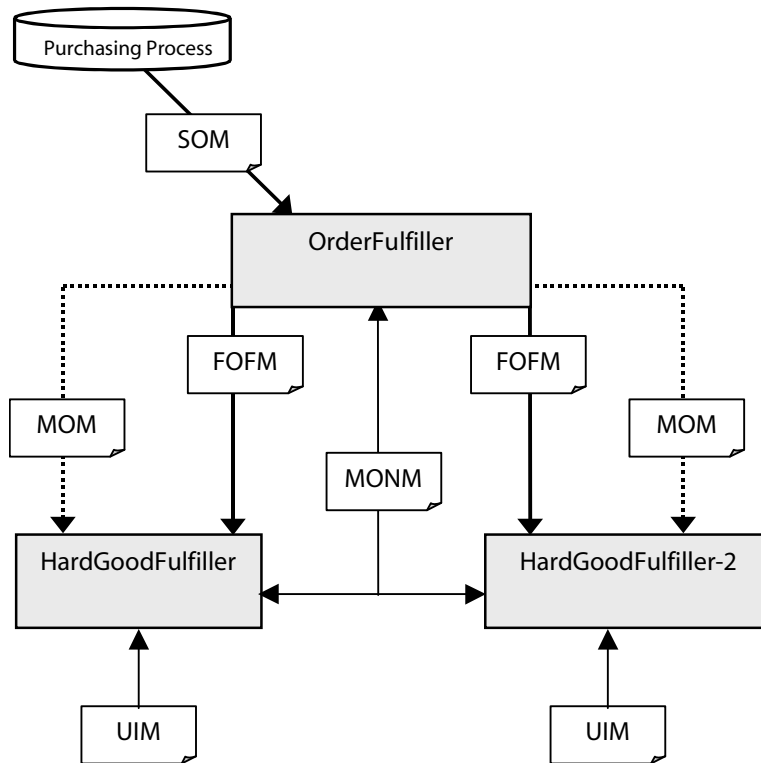 Purchasing Process
SOM
OrderFulfiller
FOFM
FOFM
MOM
MOM
MONM
HardGoodFulfiller
HardGoodFulfiller-2
UIM
UIM